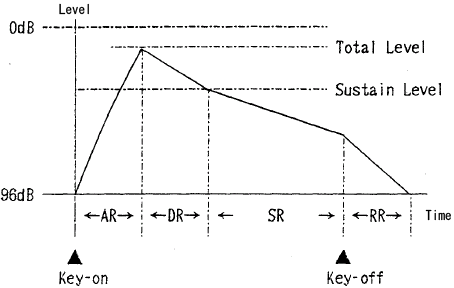 Level
0dB
Total Level
Sustain Level
96dB
←AR→ ←DR→ ← SR → ←RR→ Time
Key-on Key-off